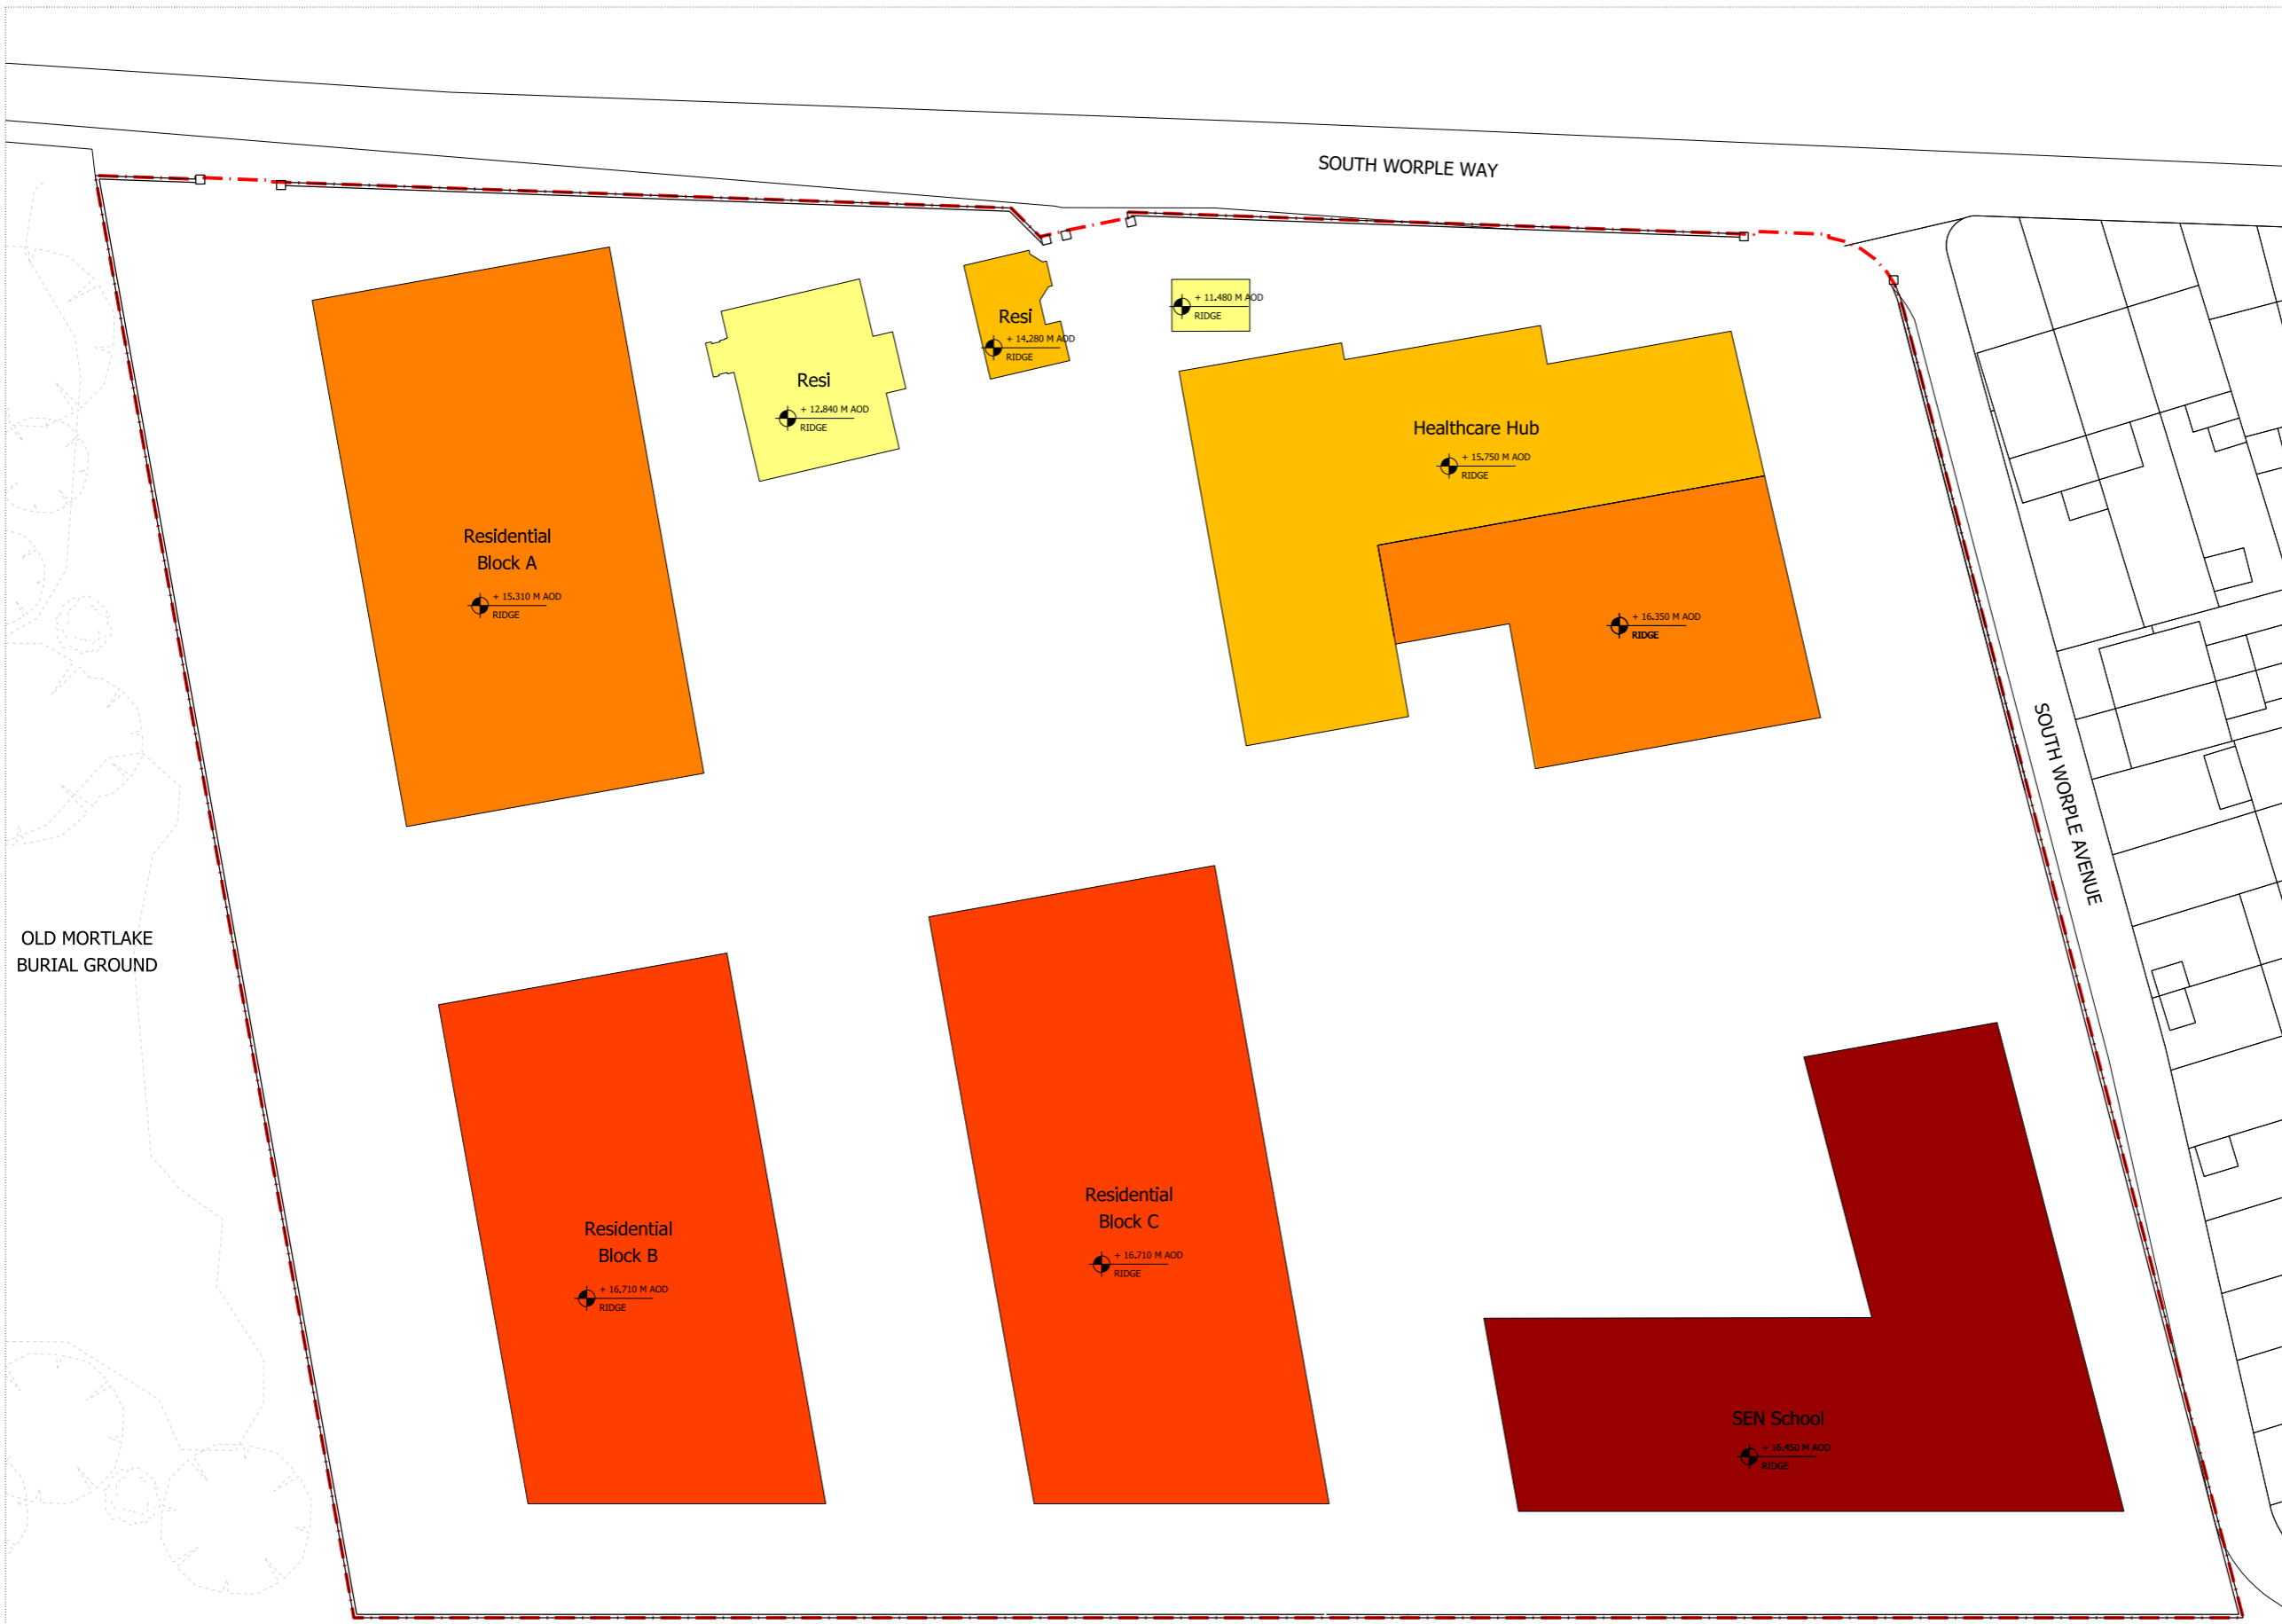 SOUTH WORPLE WAY
+ 11.480 M AOD
RIDGE
Resi
+ 14.280 M AOD
RIDGE
Resi
+ 12.840 M AOD
RIDGE
Healthcare Hub
+ 15.750 M AOD
RIDGE
Residential
Block A
+ 15.310 M AOD
RIDGE
+ 16.350 M AOD
RIDGE
SOUTH WORPLE AVENUE
OLD MORTLAKE
BURIAL GROUND
Residential
Block C
+ 16.710 M AOD
RIDGE
Residential
Block B
+ 16.710 M AOD
RIDGE
SEN School
+ 16.450 M AOD
RIDGE